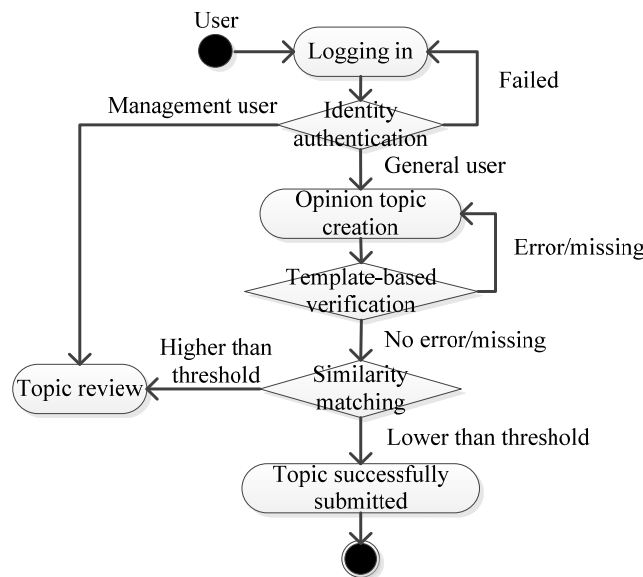 User
Logging in
Failed
Management user
Identity
authentication
General user
Opinion topic
creation
Error/missing
Template-based
verification
No error/missing
Higher than
threshold
Similarity
matching
Topic review
Lower than threshold
Topic successfully
submitted